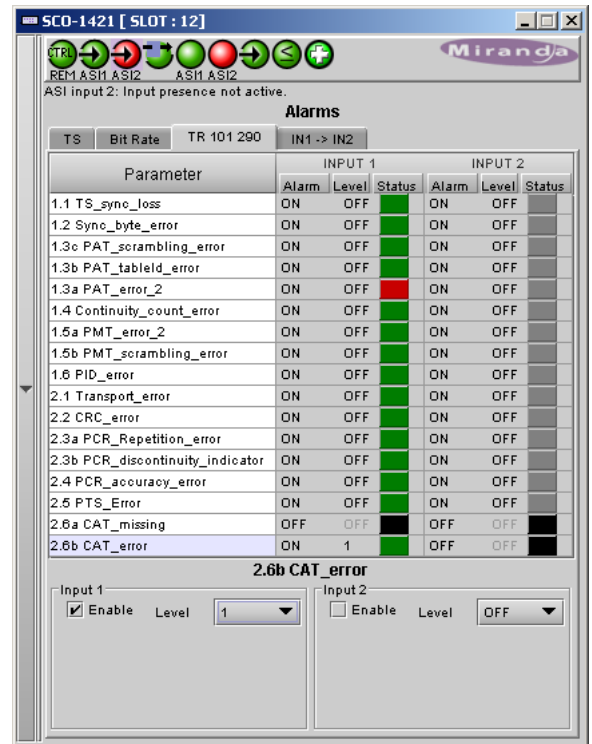 SCO-1421 [ SLOT : 12]
CTRL
REM ASI1 ASI2 ASI1 ASI2
Miranda
ASI input 2: Input presence not active.
Alarms
TS Bit Rate TR 101 290 IN1 -> IN2
Parameter INPUT 1 INPUT 2
Alarm Level Status Alarm Level Status
1.1 TS_sync_loss ON OFF ON OFF
1.2 Sync_byte_error ON OFF ON OFF
1.3c PAT_scrambling_error ON OFF ON OFF
1.3b PAT_tableId_error ON OFF ON OFF
1.3a PAT_error_2 ON OFF ON OFF
1.4 Continuity_count_error ON OFF ON OFF
1.5a PMT_error_2 ON OFF ON OFF
1.5b PMT_scrambling_error ON OFF ON OFF
1.6 PID_error ON OFF ON OFF
2.1 Transport_error ON OFF ON OFF
2.2 CRC_error ON OFF ON OFF
2.3a PCR_Repetition_error ON OFF ON OFF
2.3b PCR_discontinuity_indicator ON OFF ON OFF
2.4 PCR_accuracy_error ON OFF ON OFF
2.5 PTS_Error ON OFF ON OFF
2.6a CAT_missing OFF OFF OFF OFF
2.6b CAT_error ON 1 OFF OFF
2.6b CAT_error
Input 1 Input 2
Enable Level 1 Enable Level OFF